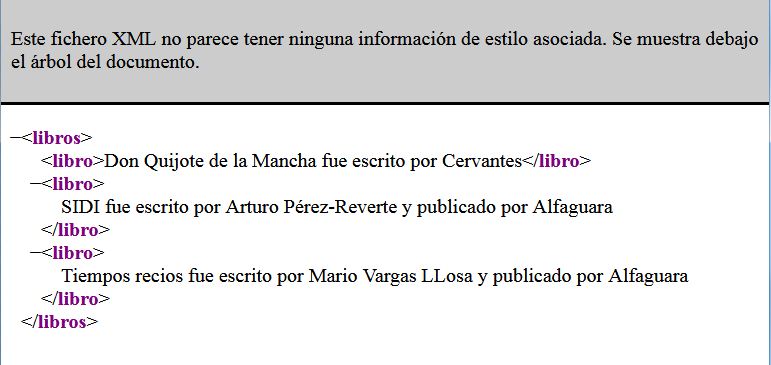 Este fichero XML no parece tener ninguna información de estilo asociada. Se muestra debajo
el árbol del documento.
−<libros>
<libro>Don Quijote de la Mancha fue escrito por Cervantes</libro>
−<libro>
SIDI fue escrito por Arturo Pérez-Reverte y publicado por Alfaguara
</libro>
−<libro>
Tiempos recios fue escrito por Mario Vargas LLosa y publicado por Alfaguara
</libro>
</libros>